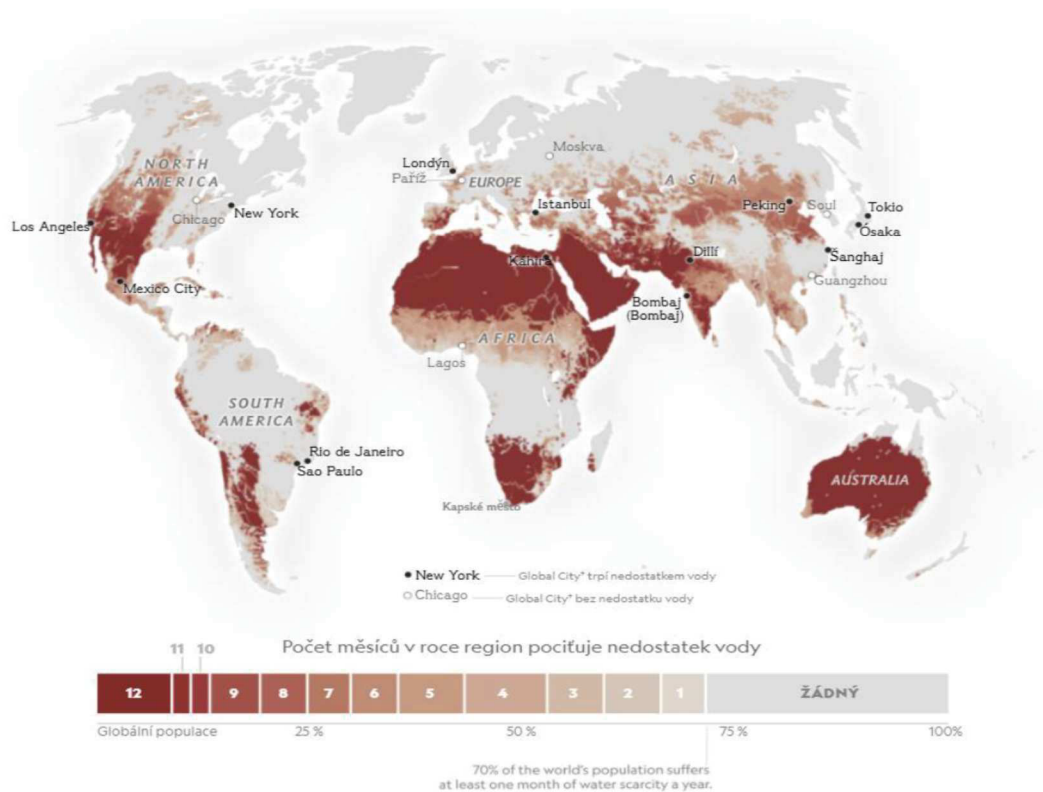 Moskva
Londýn
Paříž
EUROPE
ASIA
NORTH
AMERICA
Chicago
New York
Los Angeles
Istanbul
Peking
Soul
Tokio
Ósaka
Káhira
Dillí
Šanghaj
Guangzhou
Mexico City
Bombaj
(Bombaj)
AFRICA
Lagos
SOUTH
AMERICA
Rio de Janeiro
Sao Paulo
AUSTRALIA
Kapské město
New York Global City* trpí nedostatkem vody
Chicago Global City* bez nedostatku vody
Počet měsíců v roce region pociťuje nedostatek vody
11 10
12 9 8 7 6 5 4 3 2 1 ŽÁDNÝ
Globální populace 25 % 50 % 75 % 100%
70% of the world's population suffers
at least one month of water scarcity a year.